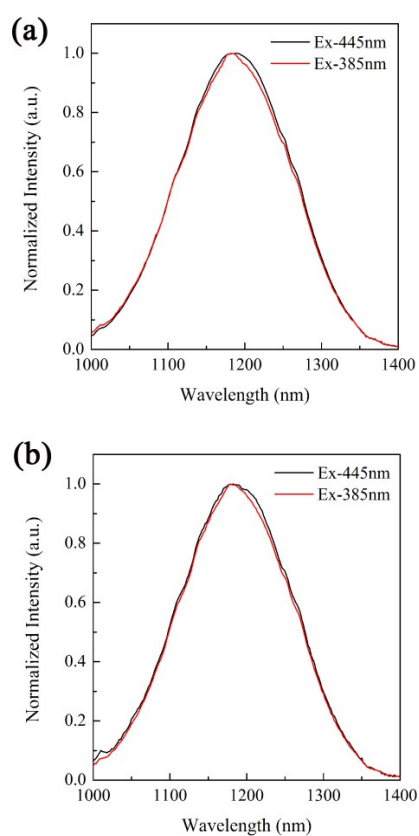 (a)
Ex-445nm
Ex-385nm
Normalized Intensity (a.u.)
1.0
0.8
0.6
0.4
0.2
0.0
1000 1100 1200 1300 1400
Wavelength (nm)
(b)
Ex-445nm
Ex-385nm
Normalized Intensity (a.u.)
1.0
0.8
0.6
0.4
0.2
0.0
1000 1100 1200 1300 1400
Wavelength (nm)